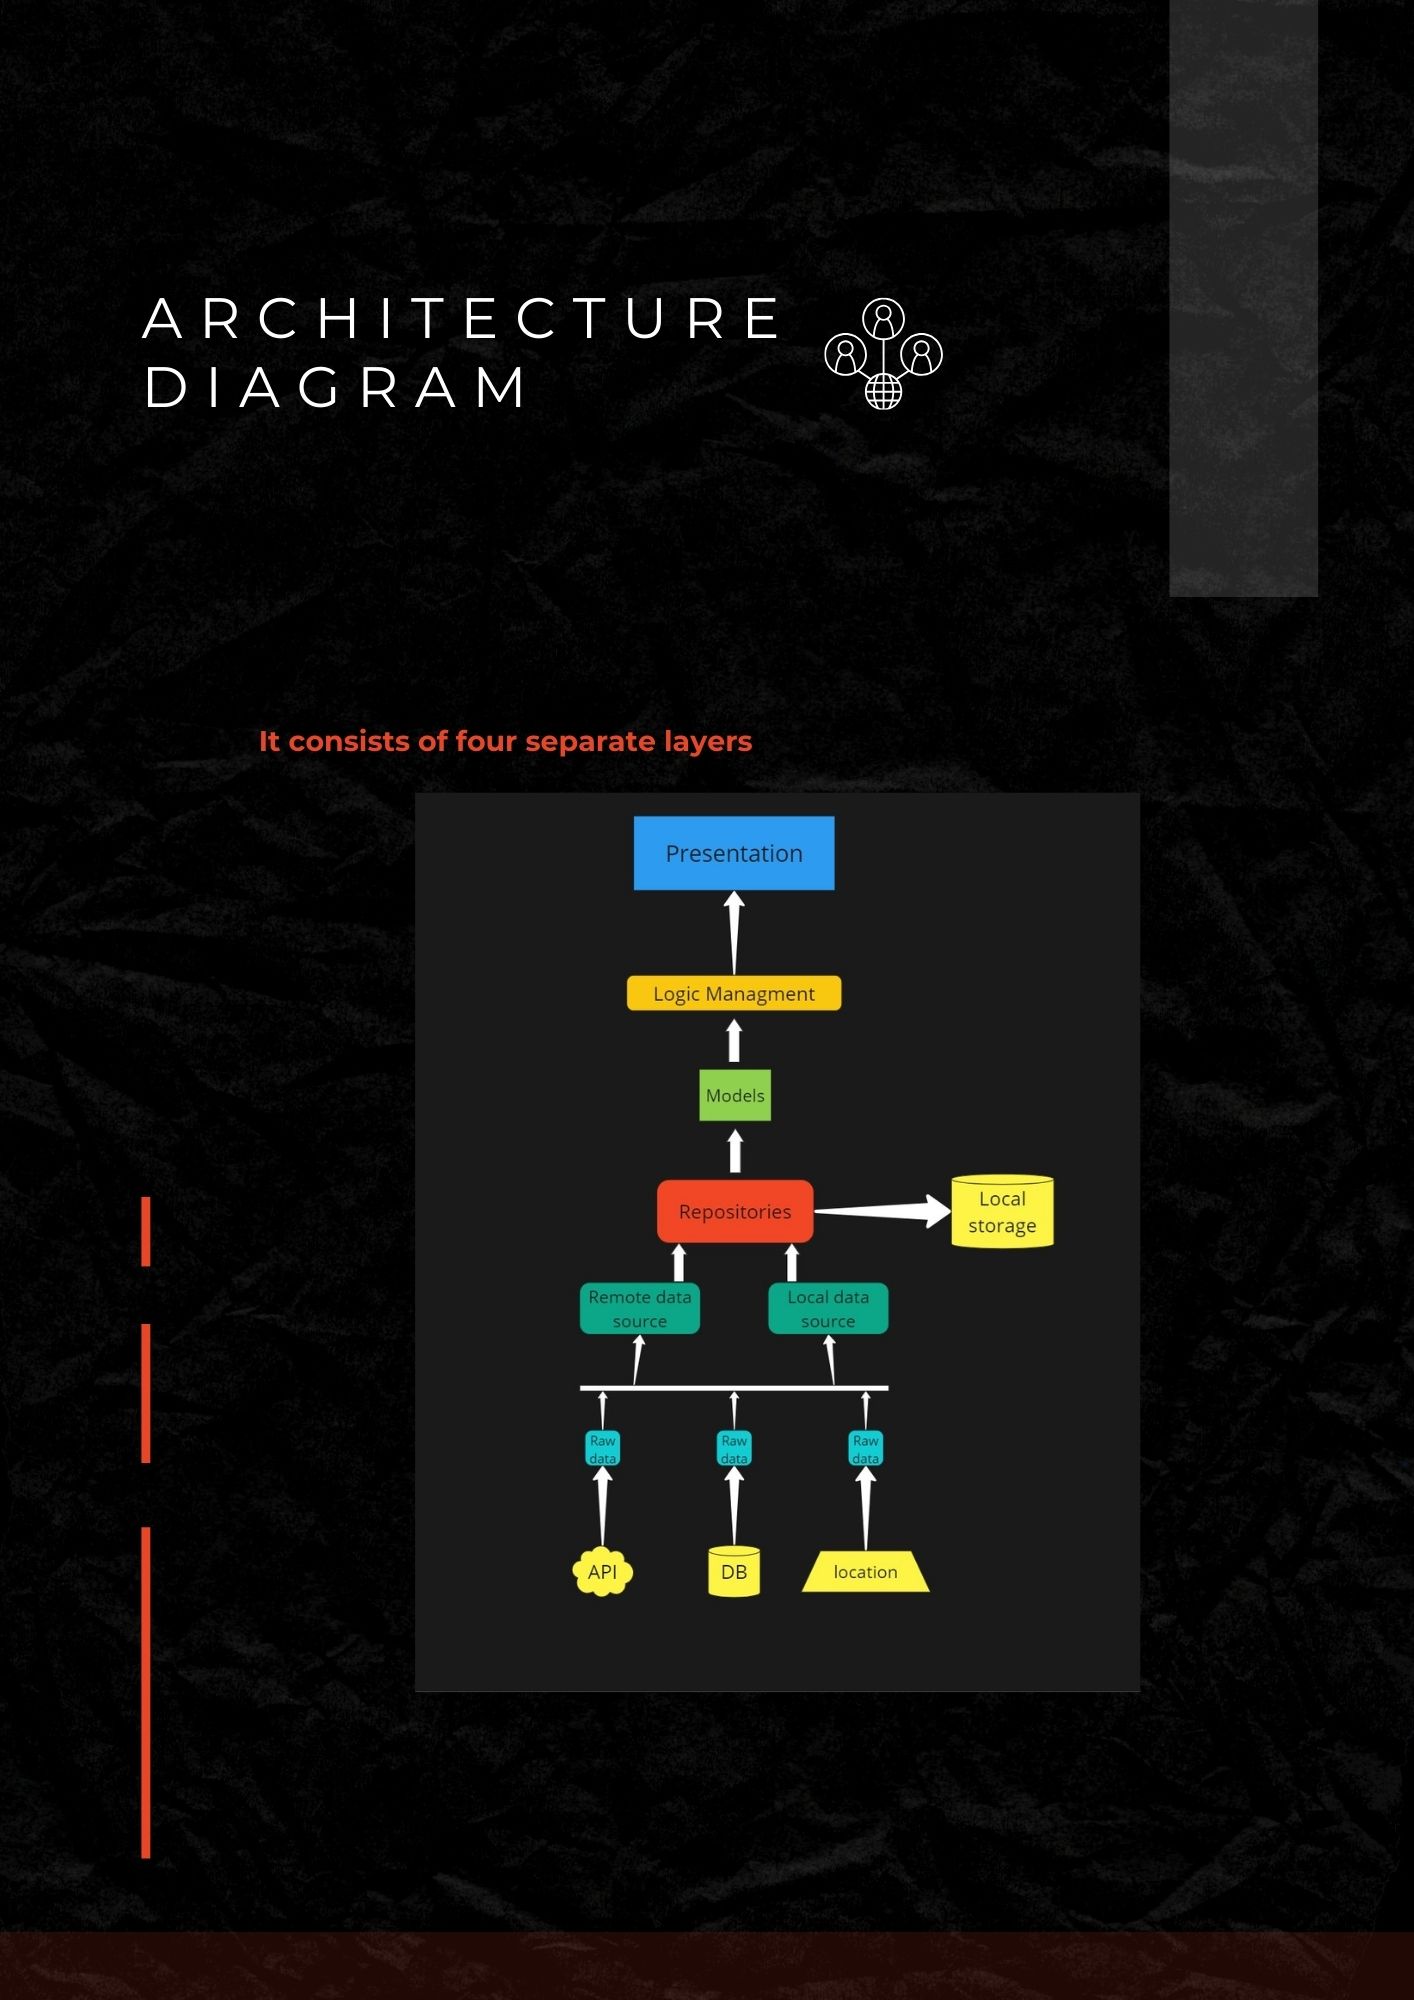 ARCHITECTURE
DIAGRAM
It consists of four separate layers
Presentation
Logic Managment
Models
Repositories
Local
storage
Remote data
source
Local data
source
Raw
data
Raw
data
Raw
data
API
DB
location